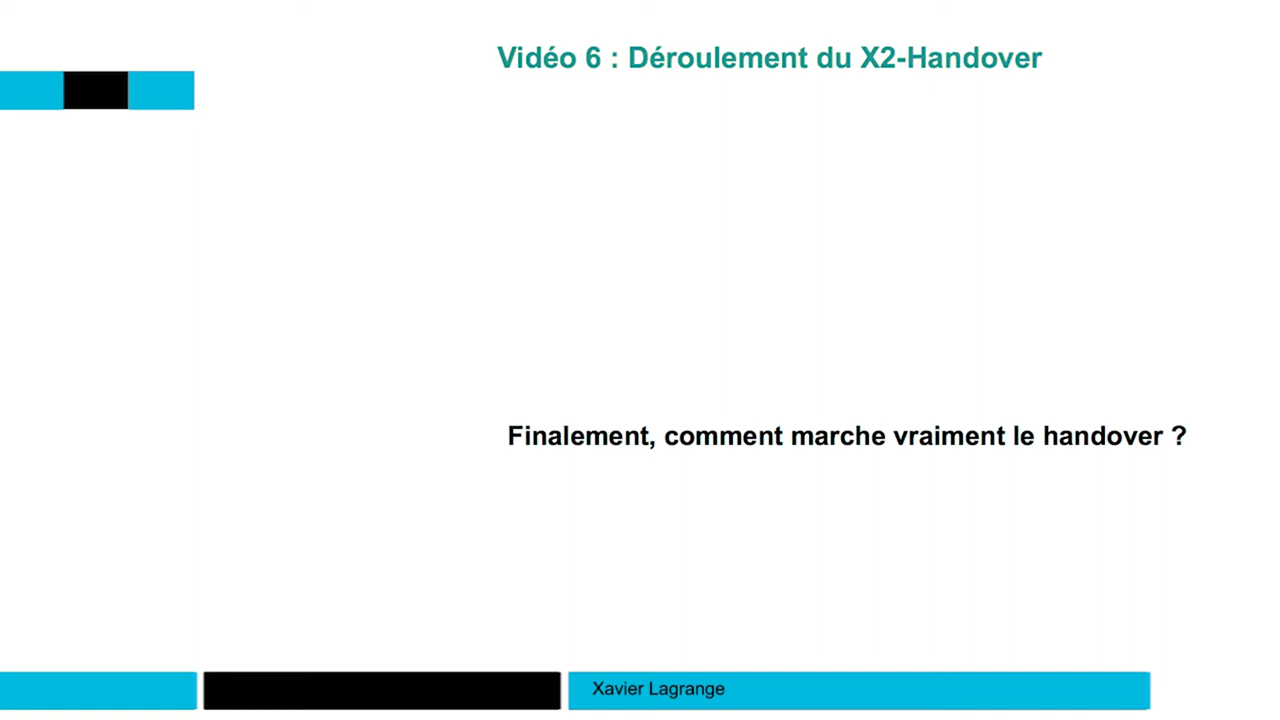 Vidéo 6 : Déroulement du X2-Handover
Finalement, comment marche vraiment le handover ?
Xavier Lagrange